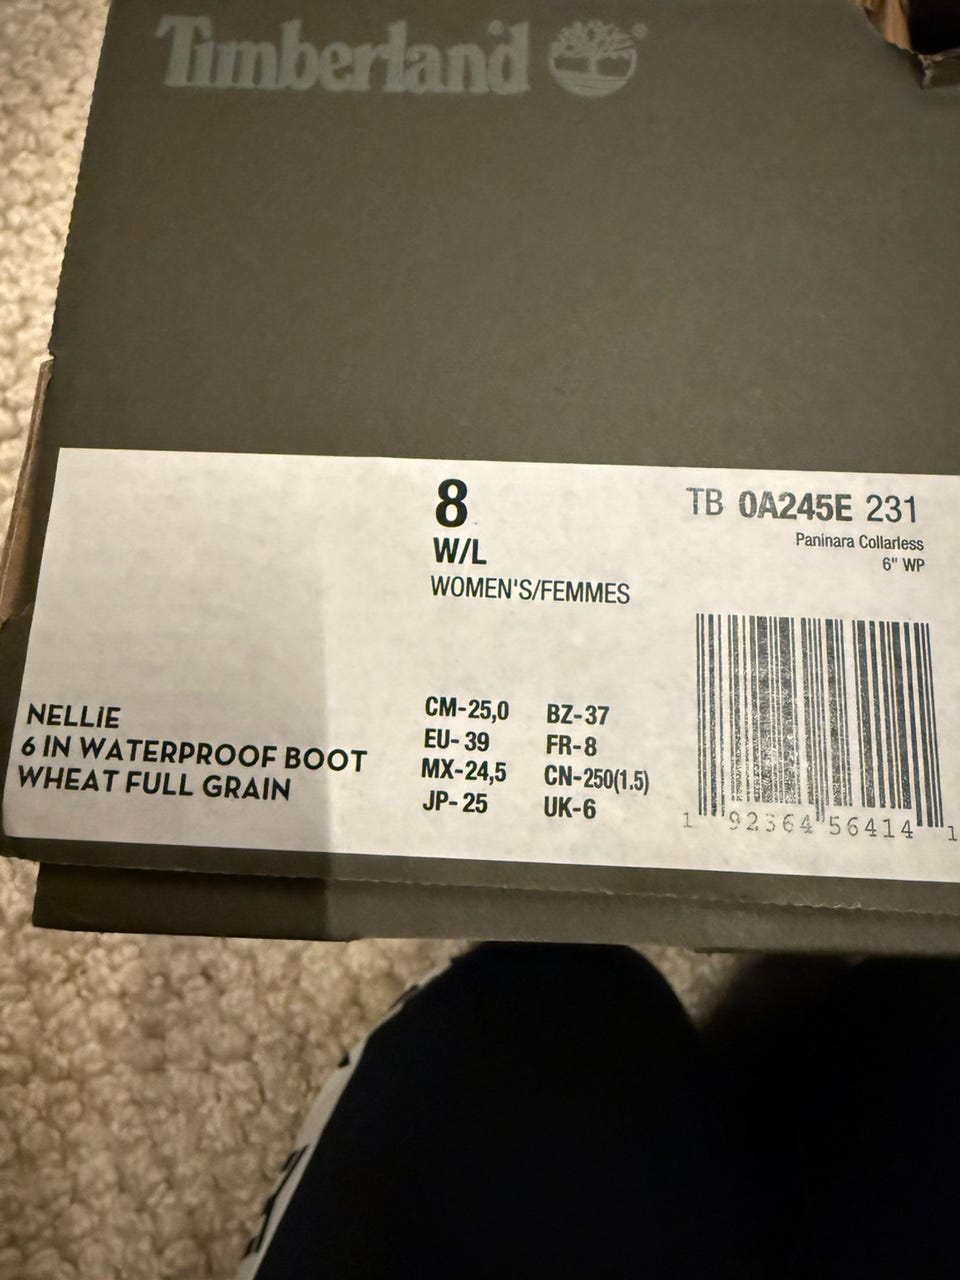 Timberland
8
W/L
WOMEN'S/FEMMES
TB 0A245E 231
Paninara Collarless
6" WP
NELLiE
6 IN WATERPROOF BOOT
WHEAT FULL GRAIN
CM-25,0 BZ-37
EU-39 FR-8
MX-24,5 CN-250(1.5)
JP-25 UK-6
1 92364 56414 1